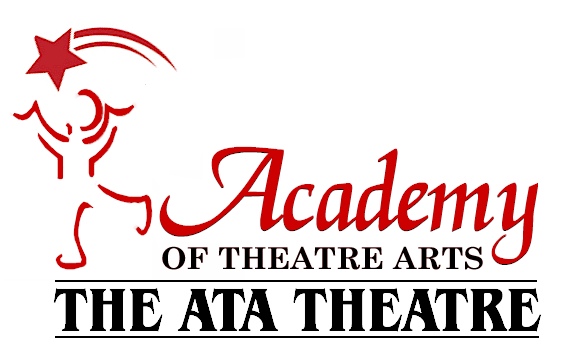 Academy
OF THEATRE ARTS
THE ATA THEATRE